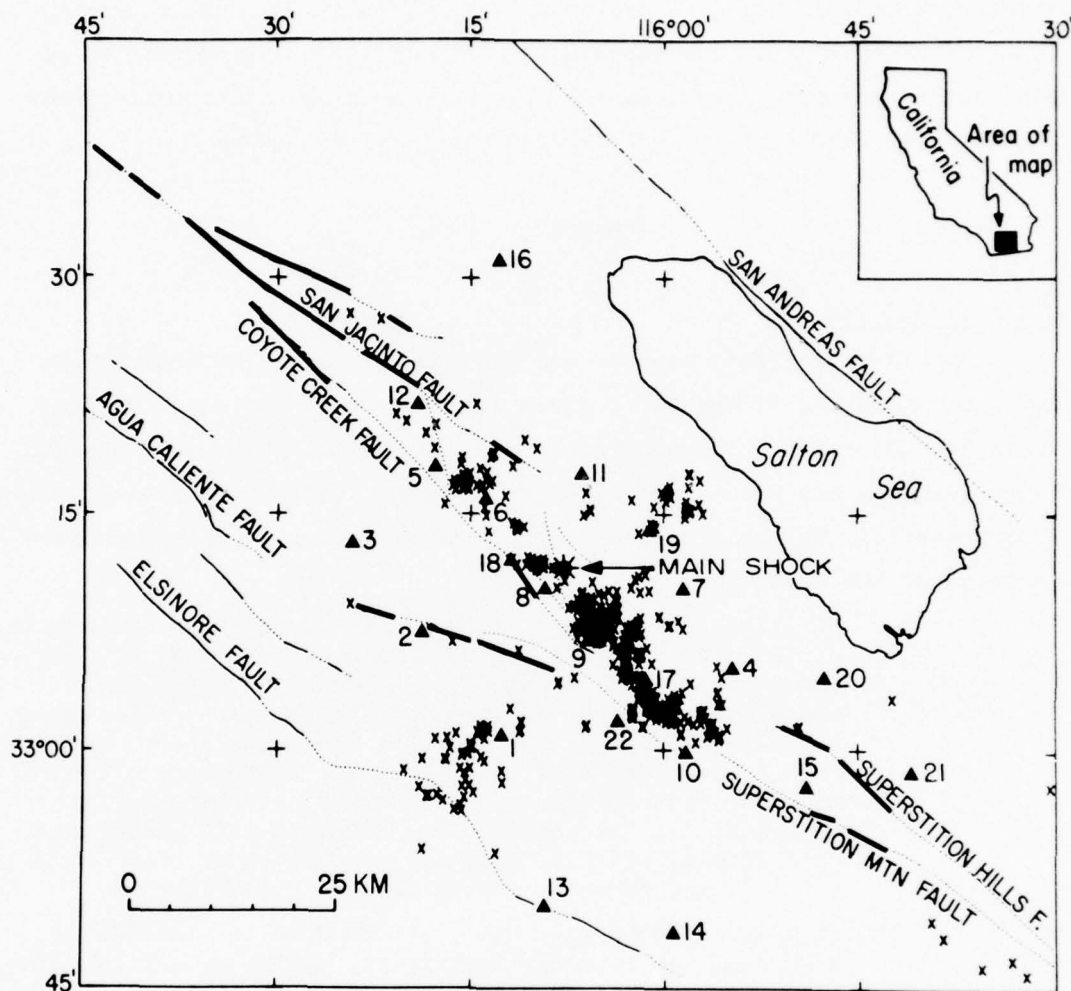 45'
30'
15'
116°00'
45'
30'
California
Area of
map
30'
16
SAN ANDREAS FAULT
SAN JACINTO FAULT
COYOTE CREEK FAULT
12
AGUA CALIENTE FAULT
5
6
11
Salton
Sea
15'
3
18
19
MAIN SHOCK
8
7
ELSINORE FAULT
2
9
17
4
20
22
33°00'
1
10
15
21
SUPERSTITION HILLS F.
SUPERSTITION MTN FAULT
0
25 KM
13
14
45'